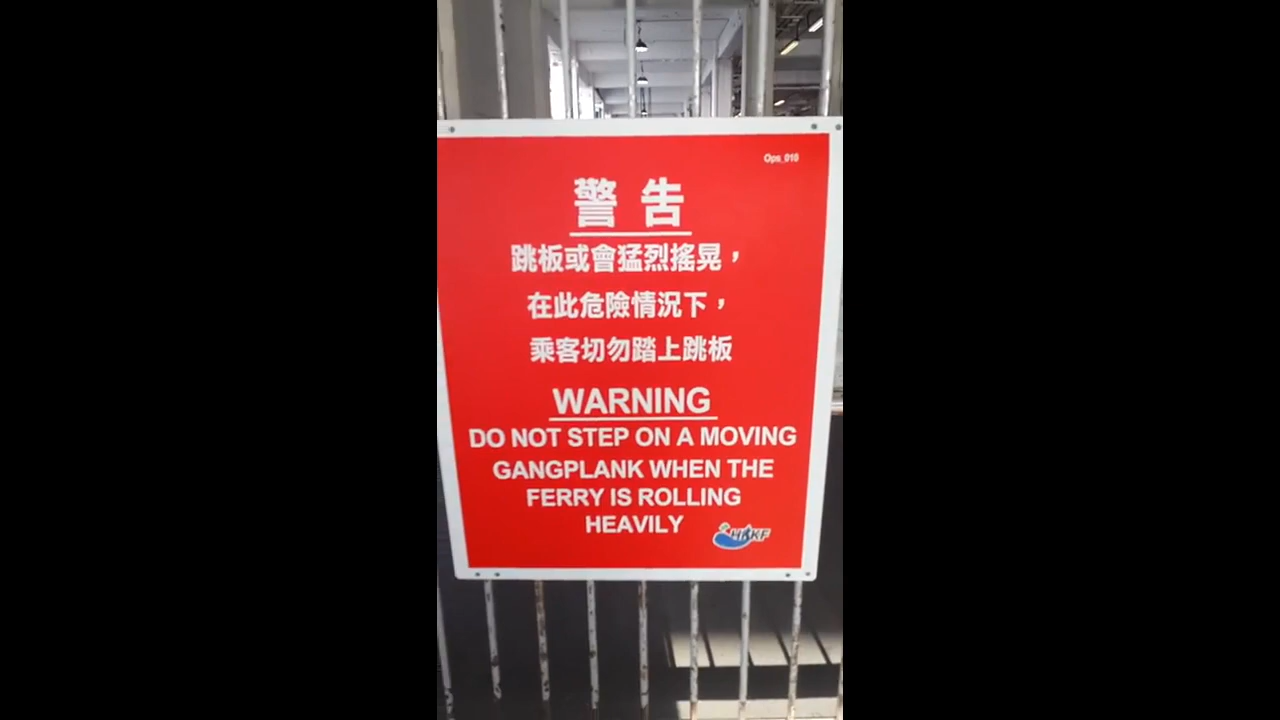 Ops_016
警告
跳板或會猛烈搖晃，
在此危險情況下，
乘客切勿踏上跳板
WARNING
DO NOT STEP ON A MOVING
GANGPLANK WHEN THE
FERRY IS ROLLING
HEAVILY
HKKF